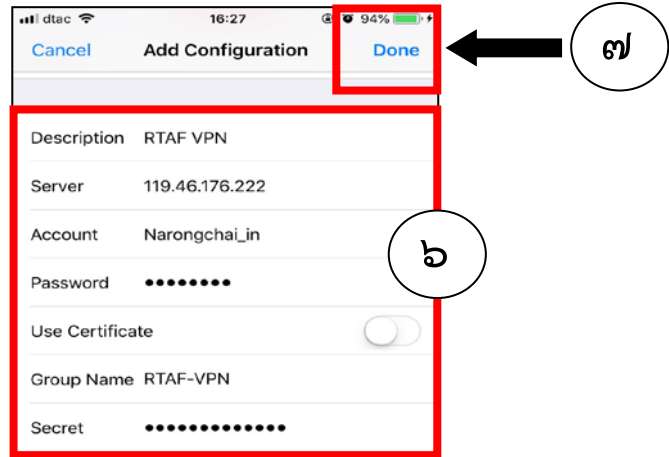 dtac 16:27 94%
Cancel Add Configuration Done
๗
Description RTAF VPN
Server 119.46.176.222
Account Narongchai_in
๖
Password ••••••••
Use Certificate
Group Name RTAF-VPN
Secret •••••••••••••